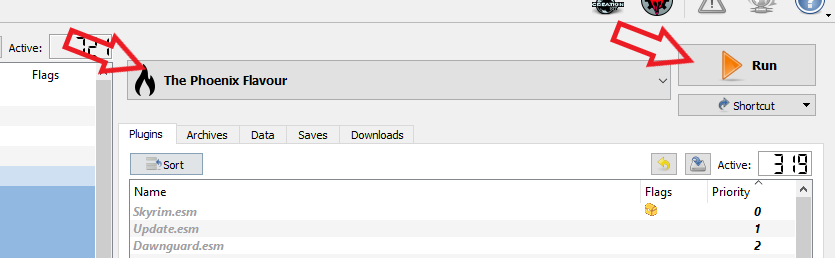 CREATION
Active: 721
Flags
The Phoenix Flavour
Run
Shortcut
Plugins Archives Data Saves Downloads
Sort
Active: 319
Name Flags Priority
Skyrim.esm 0
Update.esm 1
Dawnguard.esm 2